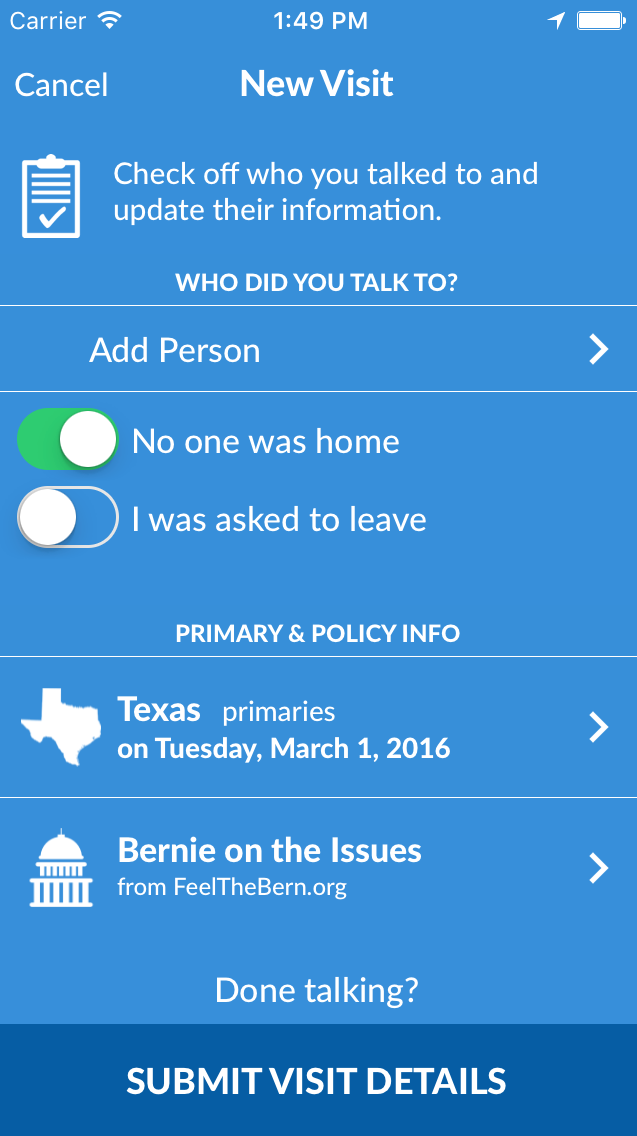 Carrier 1:49 PM
Cancel New Visit
Check off who you talked to and
update their information.
WHO DID YOU TALK TO?
Add Person
No one was home
I was asked to leave
PRIMARY & POLICY INFO
Texas primaries
on Tuesday, March 1, 2016
Bernie on the Issues
from FeelTheBern.org
Done talking?
SUBMIT VISIT DETAILS